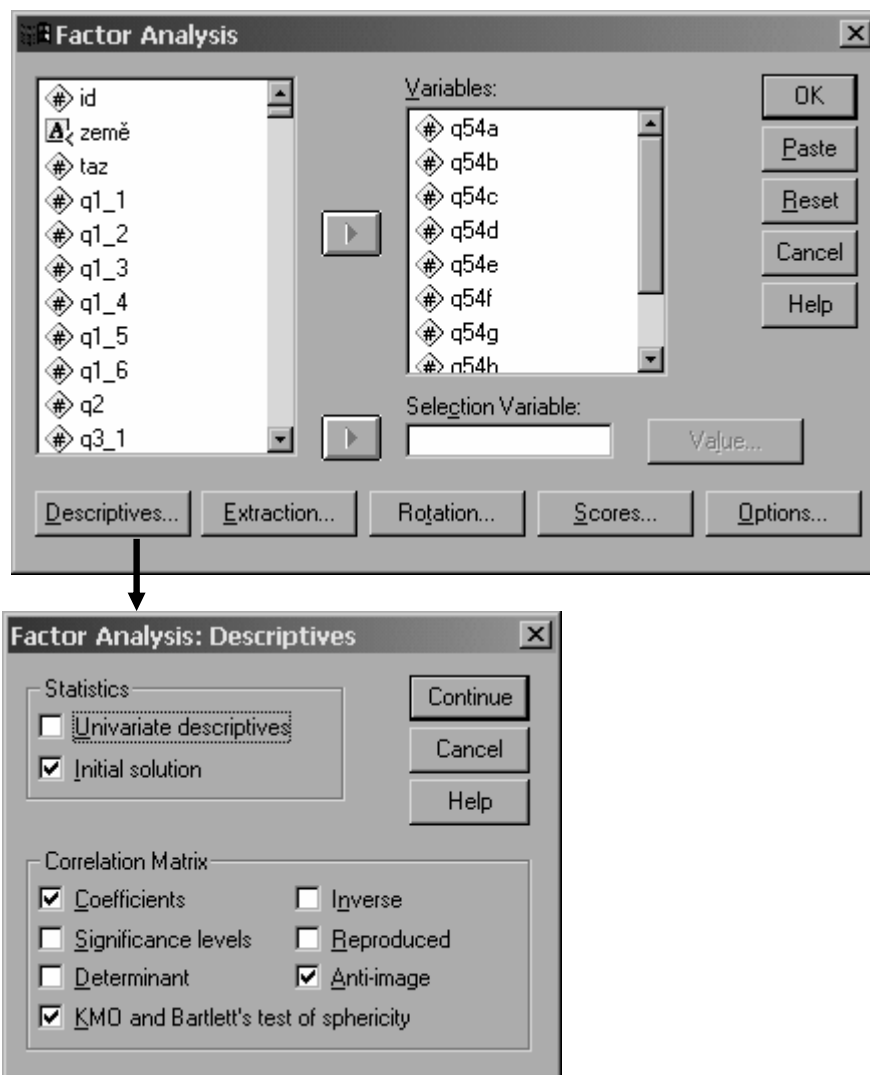 Factor Analysis
id
země
taz
q1_1
q1_2
q1_3
q1_4
q1_5
q1_6
q2
q3_1
Variables:
q54a
q54b
q54c
q54d
q54e
q54f
q54g
q54h
Selection Variable:
OK
Paste
Reset
Cancel
Help
Value...
Descriptives...
Extraction...
Rotation...
Scores...
Options...
Factor Analysis: Descriptives
Statistics
Univariate descriptives
Initial solution
Continue
Cancel
Help
Correlation Matrix
Coefficients
Inverse
Significance levels
Reproduced
Determinant
Anti-image
KMO and Bartlett's test of sphericity